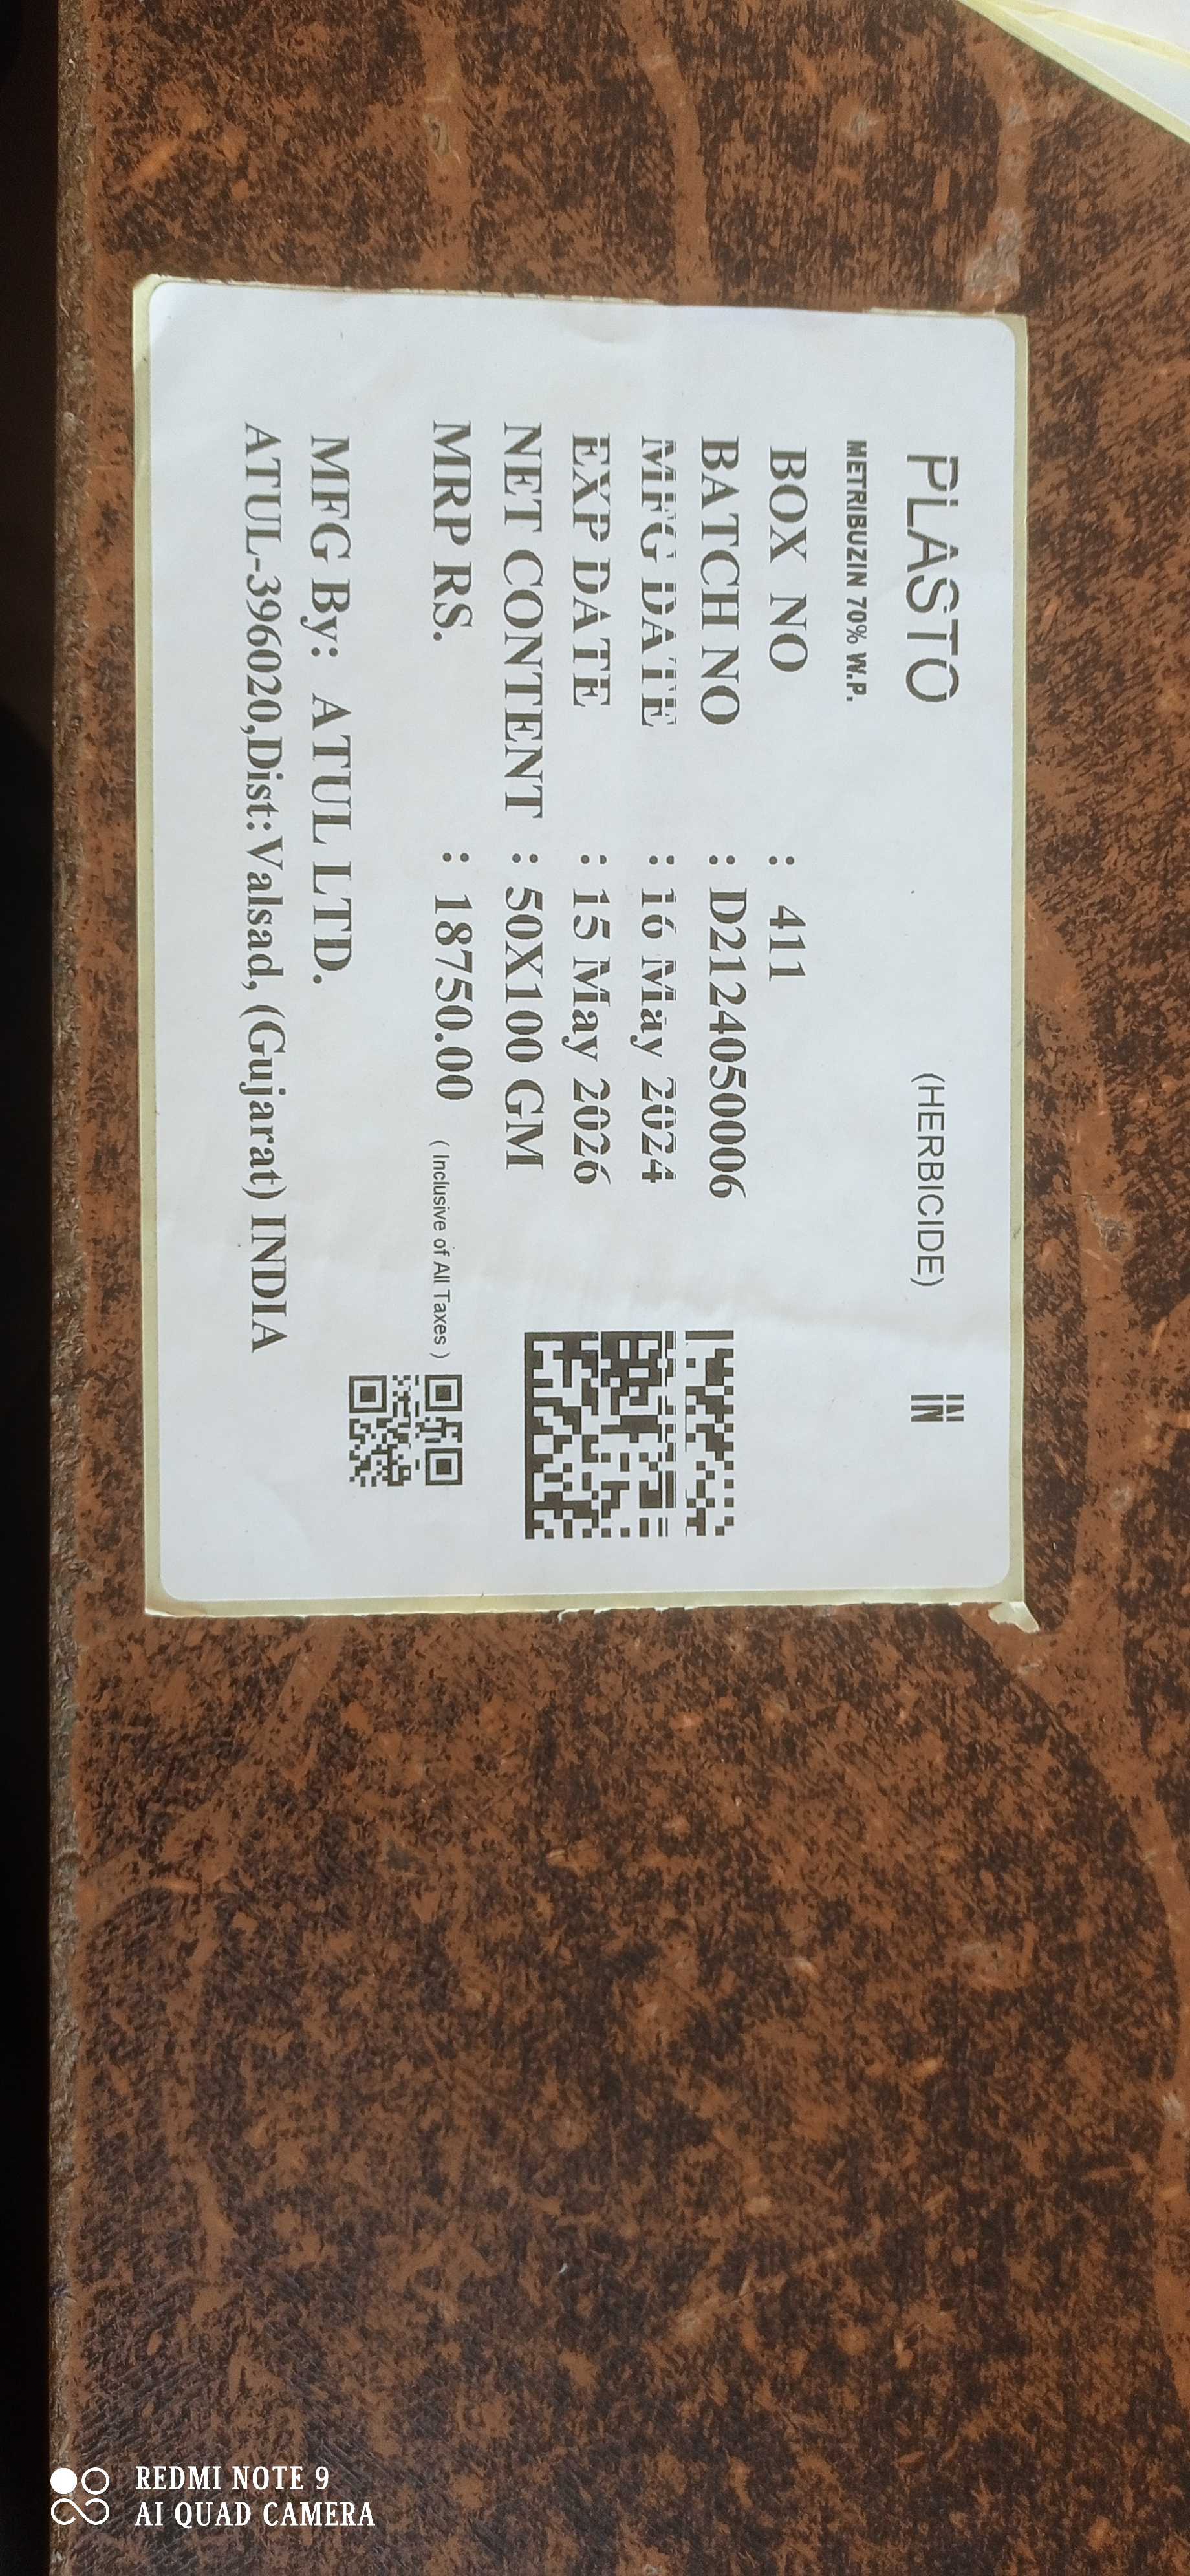 PLASTO (HERBICIDE) IN
METRIBUZIN 70% W.P.
BOX NO : 411
BATCH NO : D2124050006
MFG DATE : 16 May 2024
EXP DATE : 15 May 2026
NET CONTENT : 50X100 GM
MRP RS. : 18750.00 ( Inclusive of All Taxes )
MFG By: ATUL LTD.
ATUL-396020,Dist:Valsad, (Gujarat) INDIA
REDMI NOTE 9
AI QUAD CAMERA